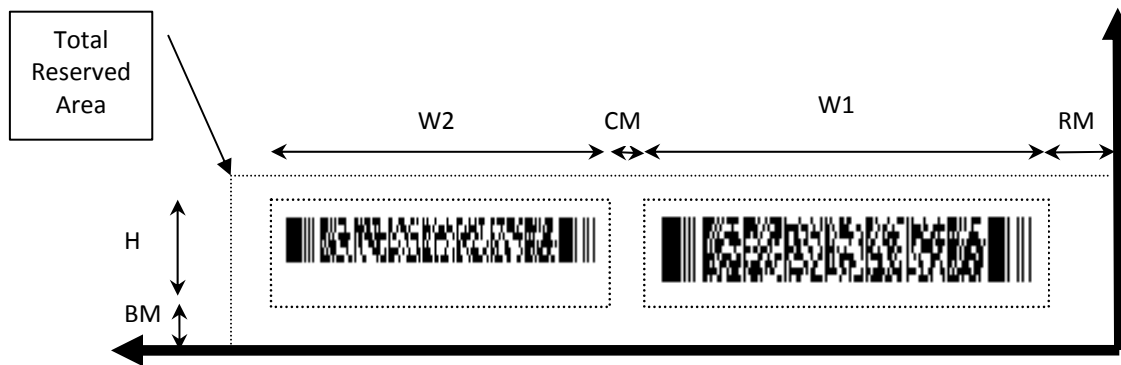 Total
Reserved
Area
W2
CM
W1
RM
H
BM